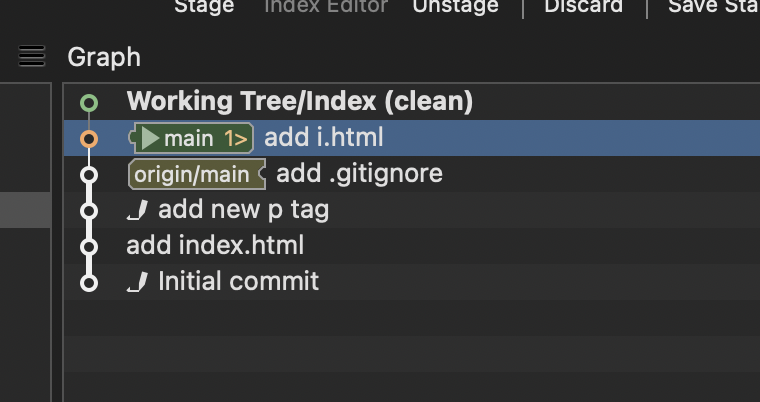 Stage Index Editor Unstage Discard Save Sta
Graph
Working Tree/Index (clean)
main 1> add i.html
origin/main add .gitignore
add new p tag
add index.html
Initial commit